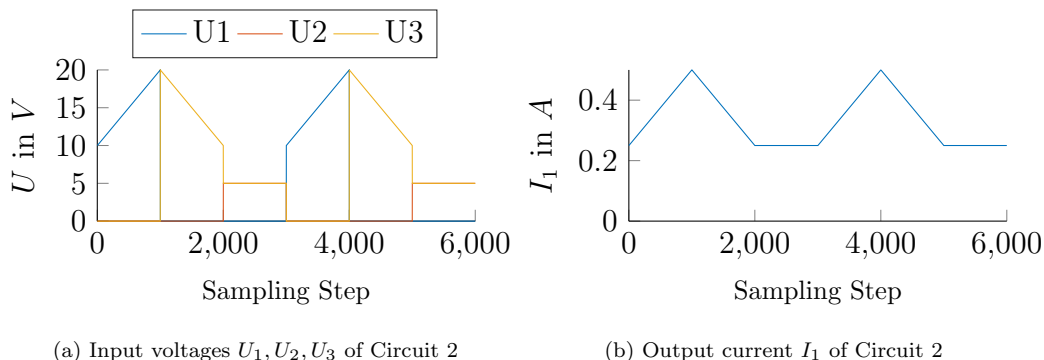 U1 U2 U3
U in V
20
15
10
5
0
0 2,000 4,000 6,000
Sampling Step
(a) Input voltages U1, U2, U3 of Circuit 2
I1 in A
0.4
0.2
0
0 2,000 4,000 6,000
Sampling Step
(b) Output current I1 of Circuit 2